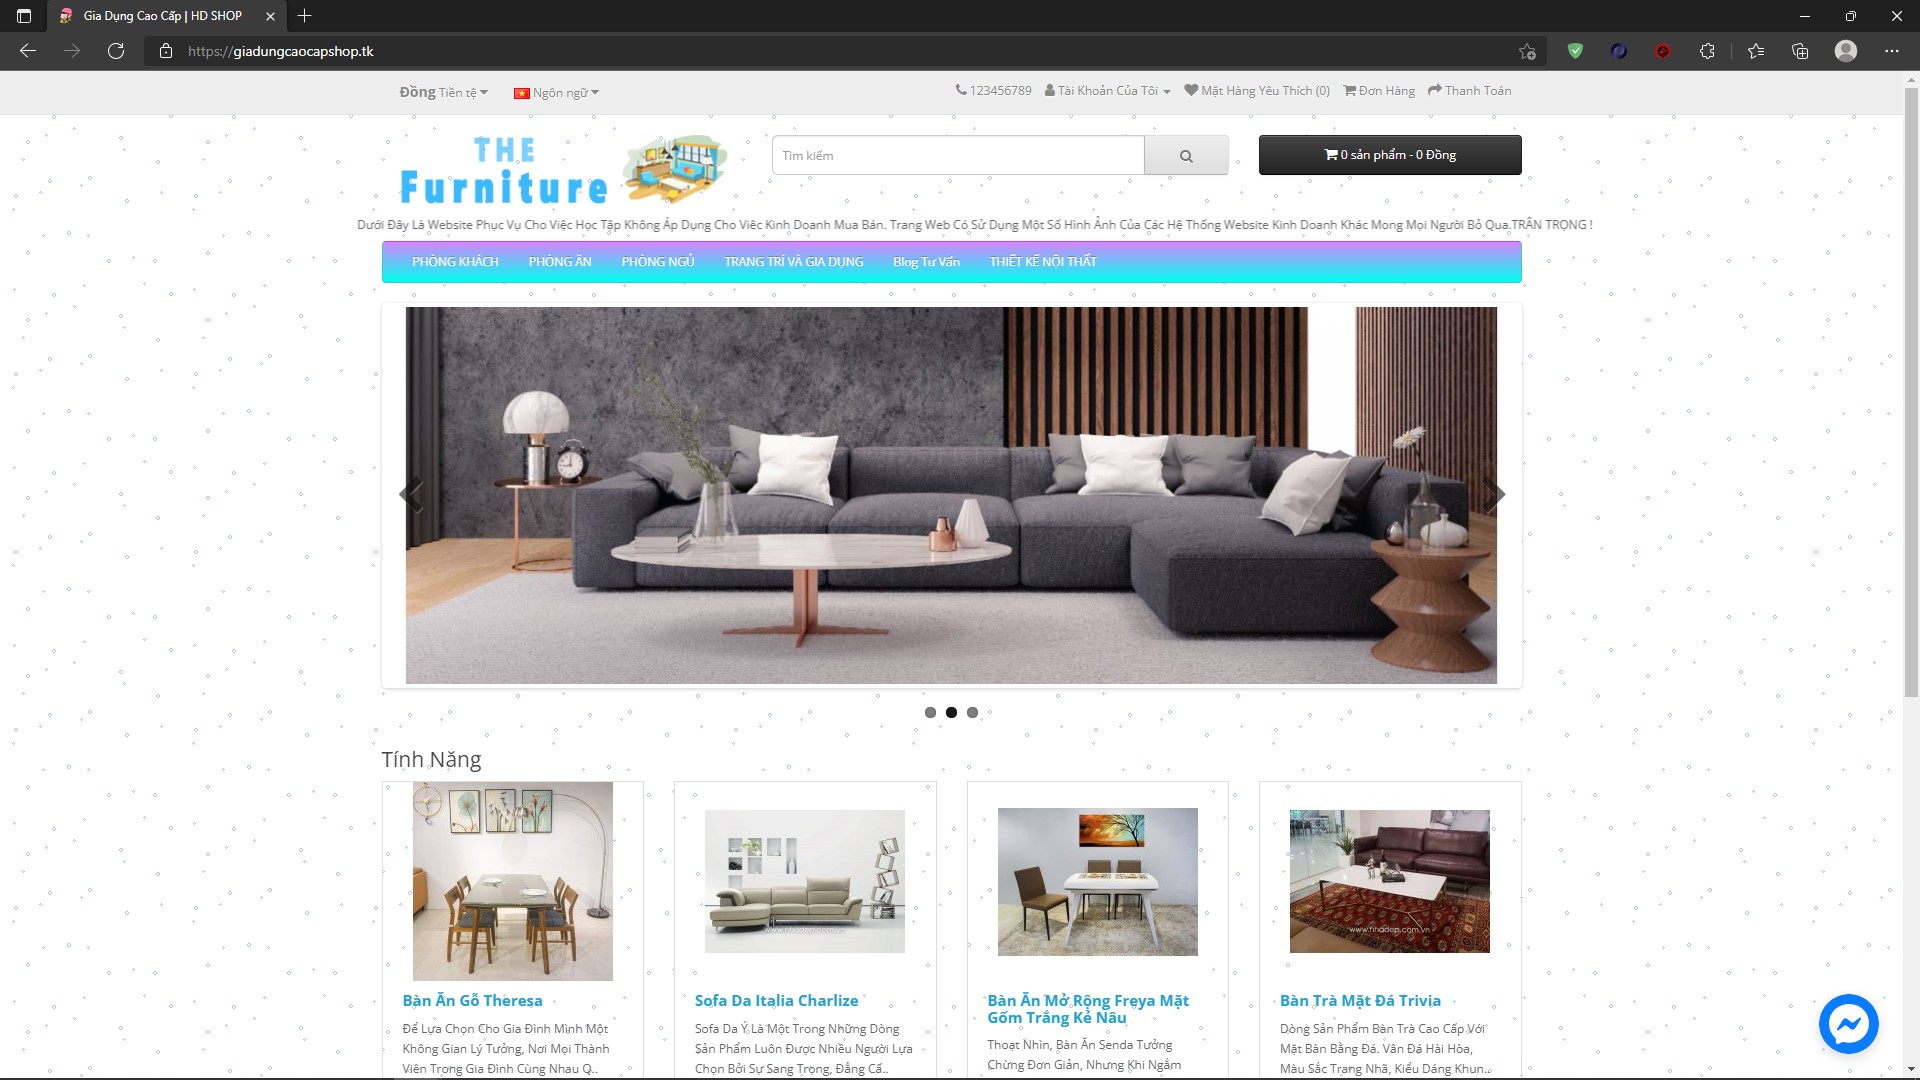 Gia Dụng Cao Cấp | HD SHOP
https://giadungcaocapshop.tk
Đồng Tiền tệ
Ngôn ngữ
123456789
Tài Khoản Của Tôi
Mặt Hàng Yêu Thích (0)
Đơn Hàng
Thanh Toán
THE
Furniture
Tìm kiếm
0 sản phẩm - 0 Đồng
Dưới Đây Là Website Phục Vụ Cho Việc Học Tập Không Áp Dụng Cho Viêc Kinh Doanh Mua Bán. Trang Web Có Sử Dụng Một Số Hình Ảnh Của Các Hệ Thống Website Kinh Doanh Khác Mong Mọi Người Bỏ Qua.TRÂN TRỌNG !
PHÒNG KHÁCH
PHÒNG ĂN
PHÒNG NGỦ
TRANG TRÍ VÀ GIA DỤNG
Blog Tư Vấn
THIẾT KẾ NỘI THẤT
Tính Năng
www.nhadep.com.vn
www.nhadep.com.vn
Bàn Ăn Gỗ Theresa
Để Lựa Chọn Cho Gia Đình Mình Một
Không Gian Lý Tưởng, Nơi Mọi Thành
Viên Trong Gia Đình Cùng Nhau Q..
Sofa Da Italia Charlize
Sofa Da Ý Là Một Trong Những Dòng
Sản Phẩm Luôn Được Nhiều Người Lựa
Chọn Bởi Sự Sang Trọng, Đẳng Cấ..
Bàn Ăn Mở Rộng Freya Mặt
Gốm Trắng Kẻ Nâu
Thoạt Nhìn, Bàn Ăn Senda Tưởng
Chừng Đơn Giản, Nhưng Khi Ngắm
Bàn Trà Mặt Đá Trivia
Dòng Sản Phẩm Bàn Trà Cao Cấp Với
Mặt Bàn Bằng Đá. Vân Đá Hài Hòa,
Màu Sắc Trang Nhã, Kiểu Dáng Khun..